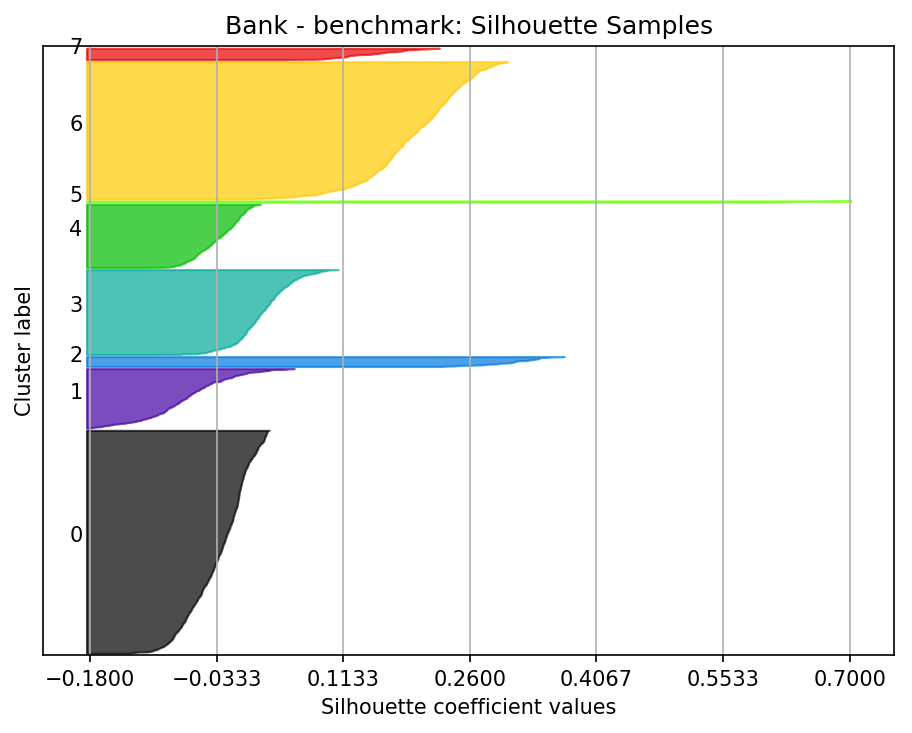 Bank - benchmark: Silhouette Samples
7
6
5
4
3
2
1
0
Cluster label
−0.1800 −0.0333 0.1133 0.2600 0.4067 0.5533 0.7000
Silhouette coefficient values